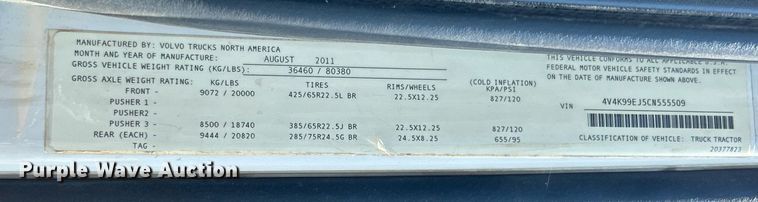 MANUFACTURED BY: VOLVO TRUCKS NORTH AMERICA
MONTH AND YEAR OF MANUFACTURE: AUGUST 2011
GROSS VEHICLE WEIGHT RATING (KG/LBS): 36460 / 80380
GROSS AXLE WEIGHT RATING: KG/LBS TIRES RIMS/WHEELS (COLD INFLATION) KPA/PSI
FRONT - 9072 / 20000 425/65R22.5L BR 22.5X12.25 827/120
PUSHER 1 -
PUSHER2 -
PUSHER 3 - 8500 / 18740 385/65R22.5J BR 22.5X12.25 827/120
REAR (EACH) - 9444 / 20820 285/75R24.5G BR 24.5X8.25 655/95
TAG -
THIS VEHICLE CONFORMS TO ALL APPLICABLE U.S.A.
FEDERAL MOTOR VEHICLE SAFETY STANDARDS IN EFFECT
ON THE DATE OF MANUFACTURE SHOWN ABOVE.
VIN 4V4K99EJ5CN555509
CLASSIFICATION OF VEHICLE: TRUCK TRACTOR
20377873
Purple Wave Auction